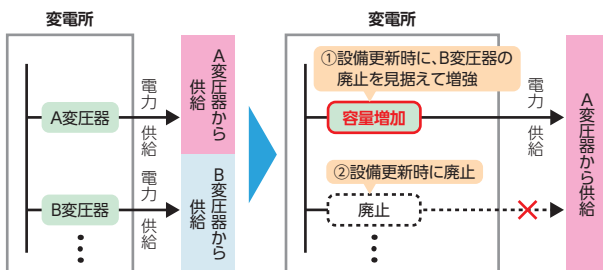 変電所
A変圧器
電力
供給
A変圧器から
供給
B変圧器
電力
供給
B変圧器から
供給
変電所
①設備更新時に、B変圧器の
廃止を見据えて増強
容量増加
電力
供給
②設備更新時に廃止
廃止
A変圧器から供給